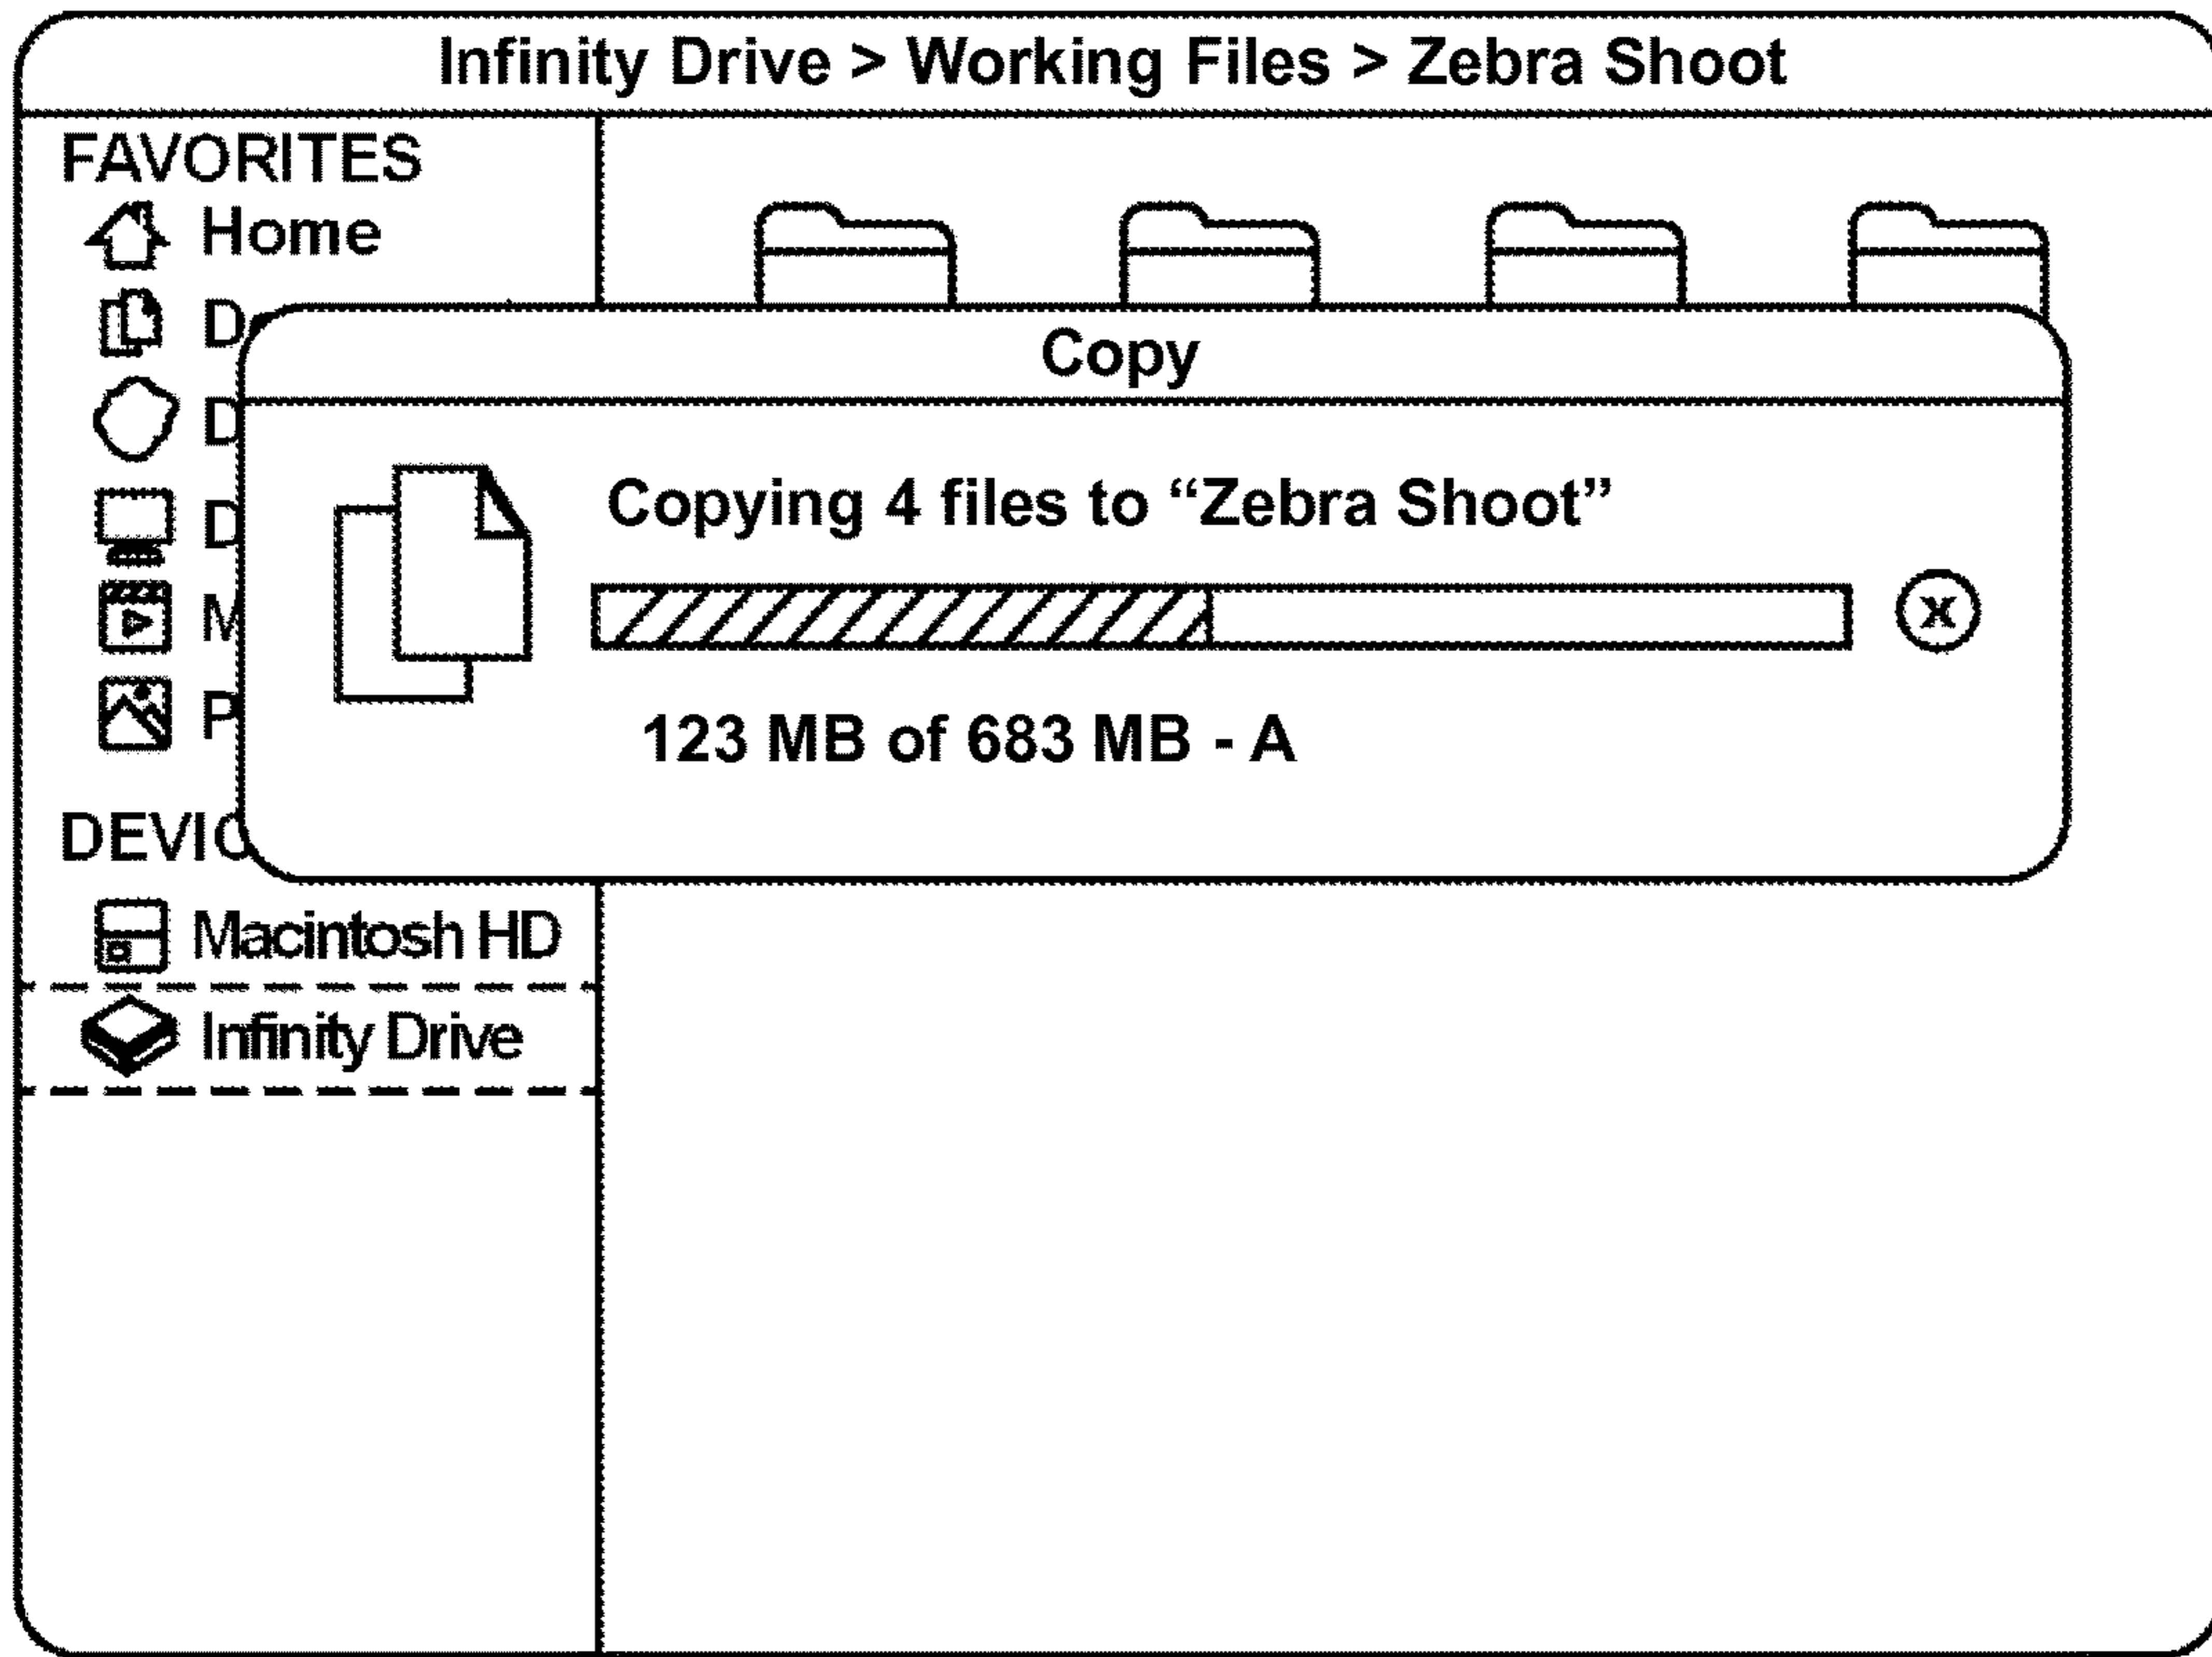 Infinity Drive > Working Files > Zebra Shoot
FAVORITES
Home
D
Copy
D
Copying 4 files to “Zebra Shoot”
D
M
x
P
123 MB of 683 MB - A
DEVIC
Macintosh HD
Infinity Drive